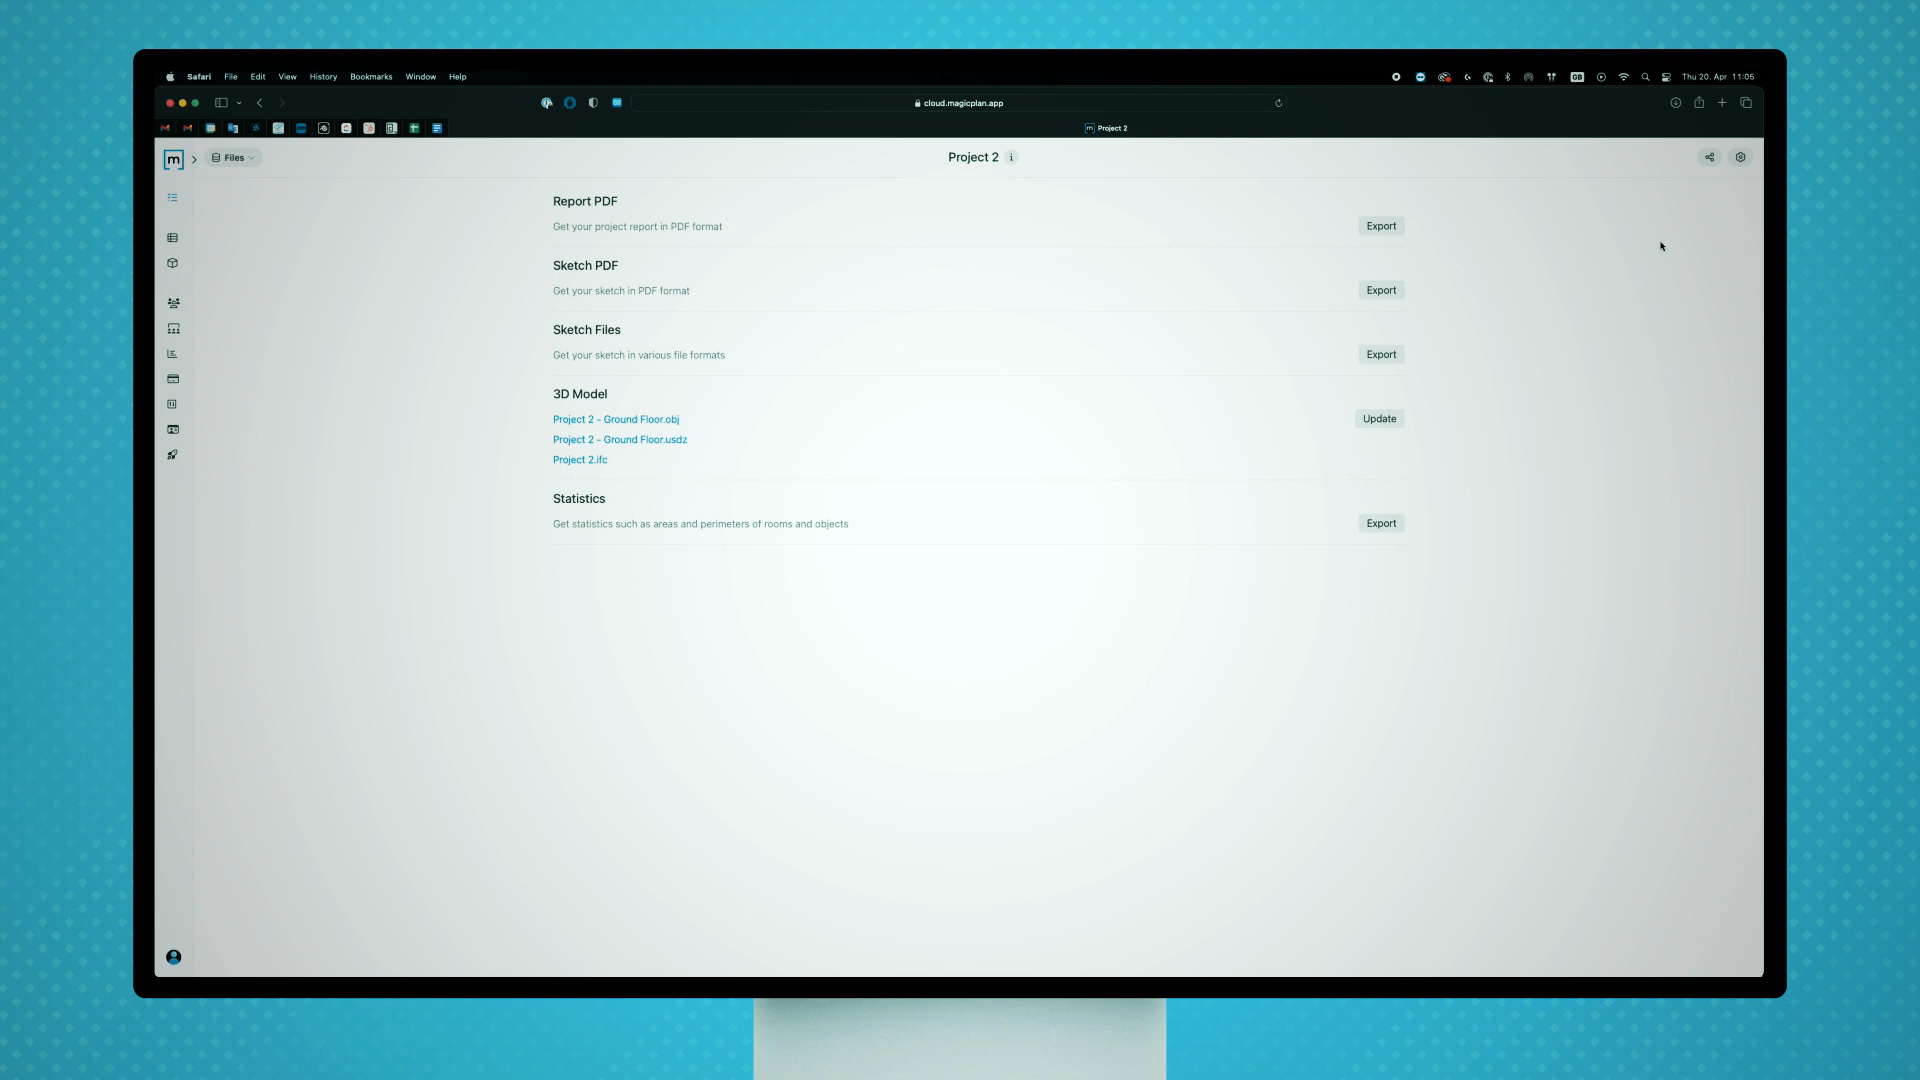 Safari File Edit View History Bookmarks Window Help
GB Thu 20. Apr 11:05
cloud.magicplan.app
m Project 2
m Files
Project 2 i
Report PDF
Get your project report in PDF format
Export
Sketch PDF
Get your sketch in PDF format
Export
Sketch Files
Get your sketch in various file formats
Export
3D Model
Project 2 - Ground Floor.obj
Update
Project 2 - Ground Floor.usdz
Project 2.ifc
Statistics
Get statistics such as areas and perimeters of rooms and objects
Export